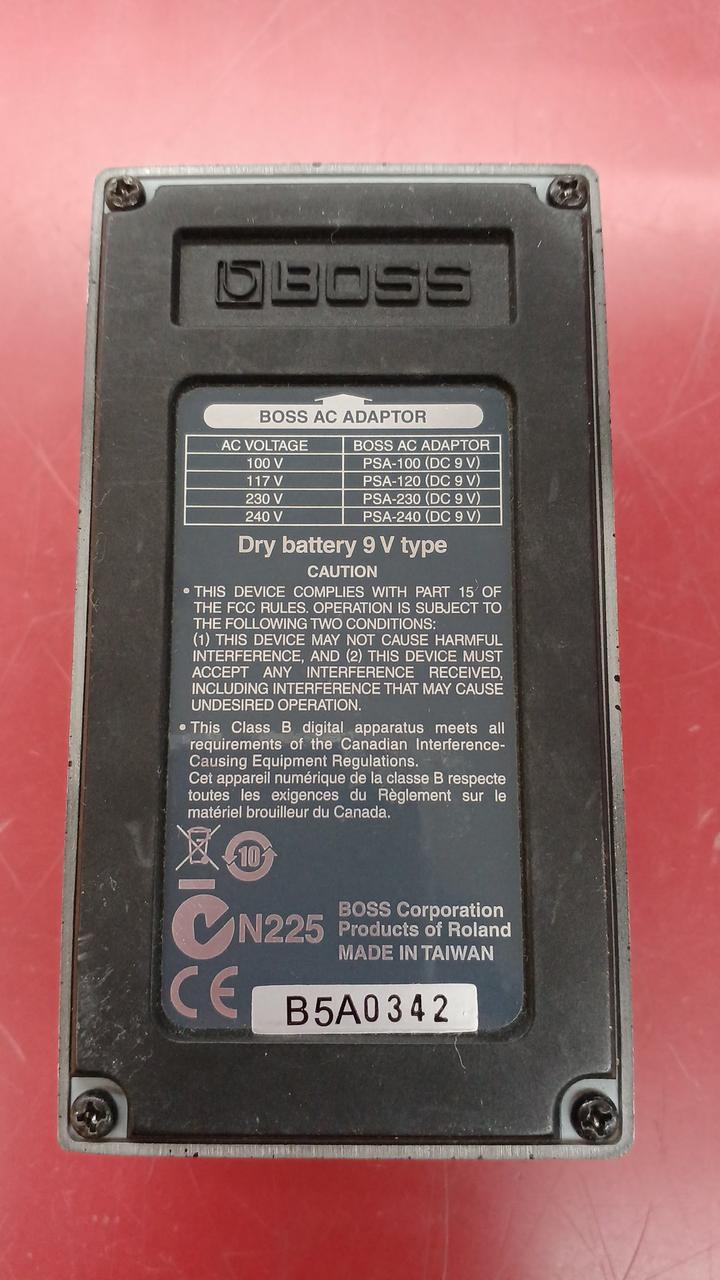 BOSS
BOSS AC ADAPTOR
AC VOLTAGE BOSS AC ADAPTOR
100 V PSA-100 (DC 9 V)
117 V PSA-120 (DC 9 V)
230 V PSA-230 (DC 9 V)
240 V PSA-240 (DC 9 V)
Dry battery 9 V type
CAUTION
• THIS DEVICE COMPLIES WITH PART 15 OF
THE FCC RULES. OPERATION IS SUBJECT TO
THE FOLLOWING TWO CONDITIONS:
(1) THIS DEVICE MAY NOT CAUSE HARMFUL
INTERFERENCE, AND (2) THIS DEVICE MUST
ACCEPT ANY INTERFERENCE RECEIVED,
INCLUDING INTERFERENCE THAT MAY CAUSE
UNDESIRED OPERATION.
• This Class B digital apparatus meets all
requirements of the Canadian Interference-
Causing Equipment Regulations.
Cet appareil numérique de la classe B respecte
toutes les exigences du Règlement sur le
matériel brouilleur du Canada.
10
N225
BOSS Corporation
Products of Roland
MADE IN TAIWAN
CE
B5A0342